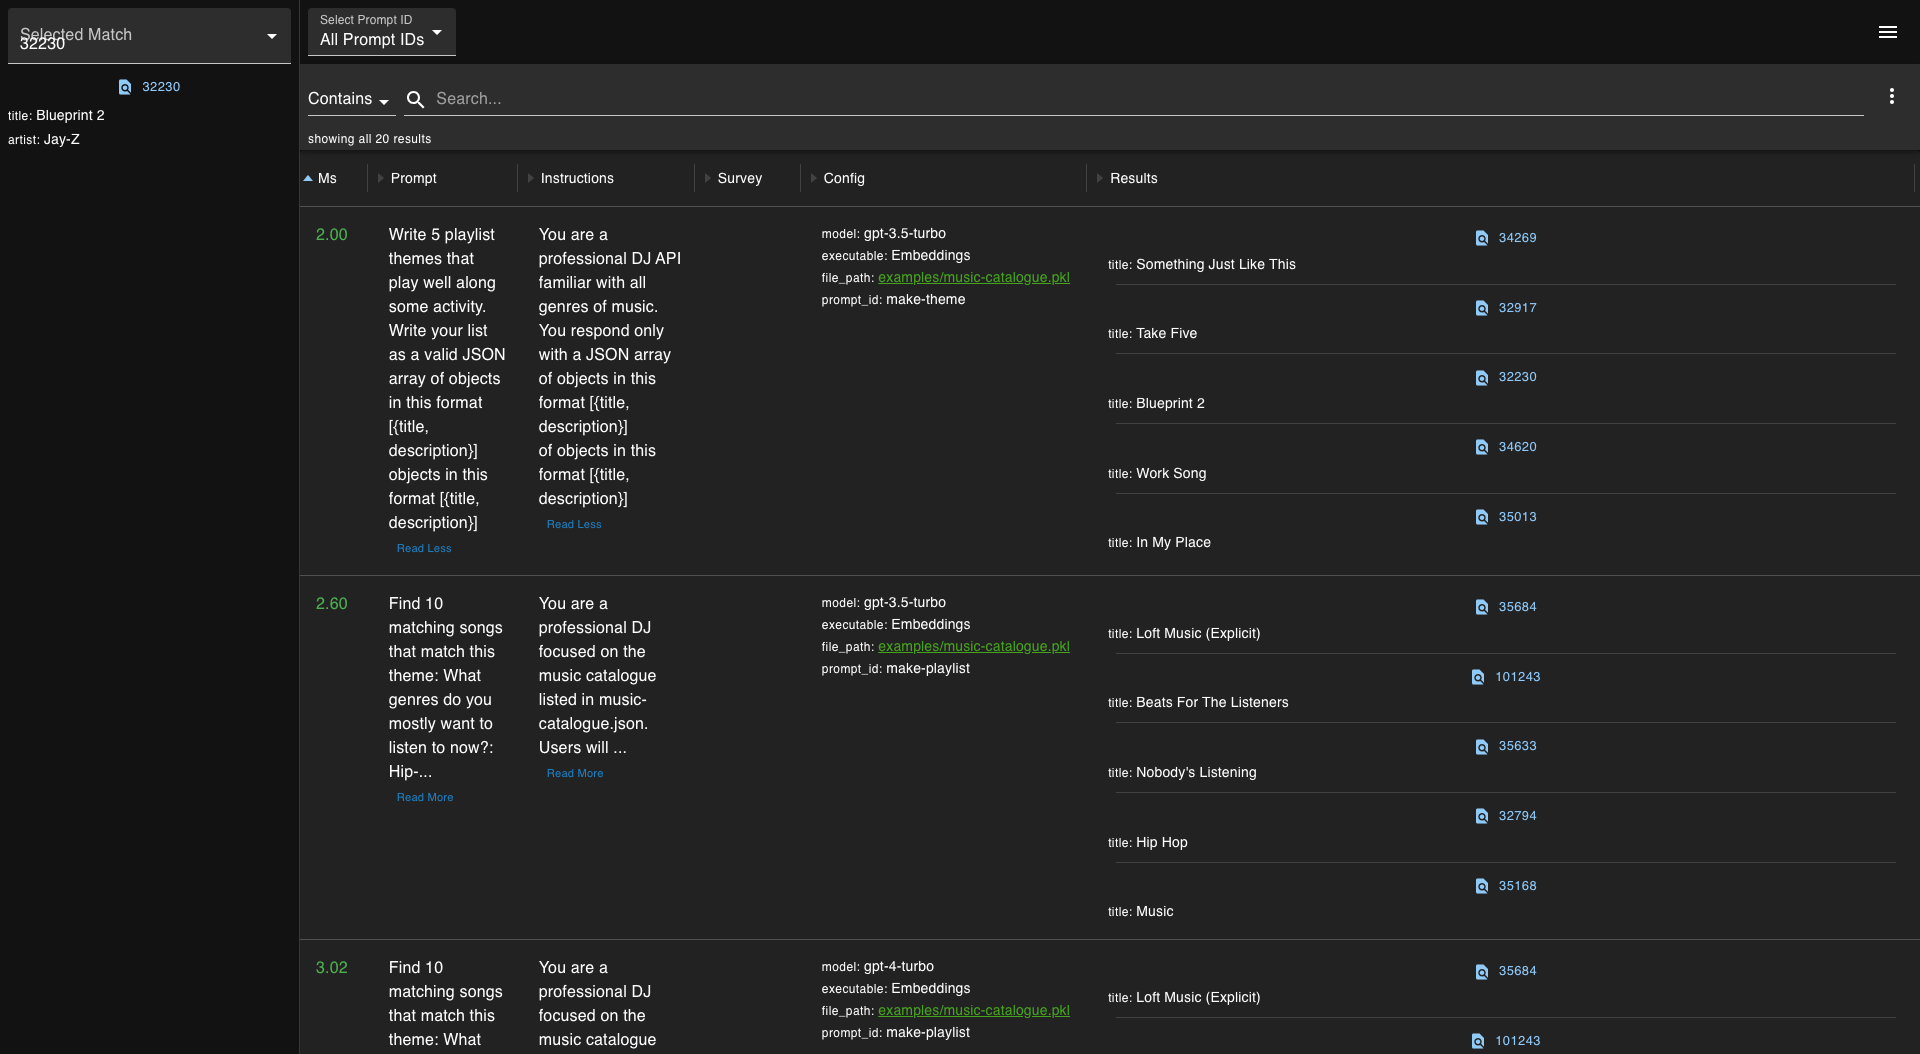 Selected Match
32230
32230
title: Blueprint 2
artist: Jay-Z
Select Prompt ID
All Prompt IDs
Contains
Search...
showing all 20 results
Ms
Prompt
Instructions
Survey
Config
Results
2.00
Write 5 playlist
themes that
play well along
some activity.
Write your list
as a valid JSON
array of objects
in this format
[{title,
description}]
objects in this
format [{title,
description}]
Read Less
You are a
professional DJ API
familiar with all
genres of music.
You respond only
with a JSON array
of objects in this
format [{title,
description}]
of objects in this
format [{title,
description}]
Read Less
model: gpt-3.5-turbo
executable: Embeddings
file_path: examples/music-catalogue.pkl
prompt_id: make-theme
34269
title: Something Just Like This
32917
title: Take Five
32230
title: Blueprint 2
34620
title: Work Song
35013
title: In My Place
2.60
Find 10
matching songs
that match this
theme: What
genres do you
mostly want to
listen to now?:
Hip-...
Read More
You are a
professional DJ
focused on the
music catalogue
listed in music-
catalogue.json.
Users will ...
Read More
model: gpt-3.5-turbo
executable: Embeddings
file_path: examples/music-catalogue.pkl
prompt_id: make-playlist
35684
title: Loft Music (Explicit)
101243
title: Beats For The Listeners
35633
title: Nobody's Listening
32794
title: Hip Hop
35168
title: Music
3.02
Find 10
matching songs
that match this
theme: What
You are a
professional DJ
focused on the
music catalogue
model: gpt-4-turbo
executable: Embeddings
file_path: examples/music-catalogue.pkl
prompt_id: make-playlist
35684
title: Loft Music (Explicit)
101243